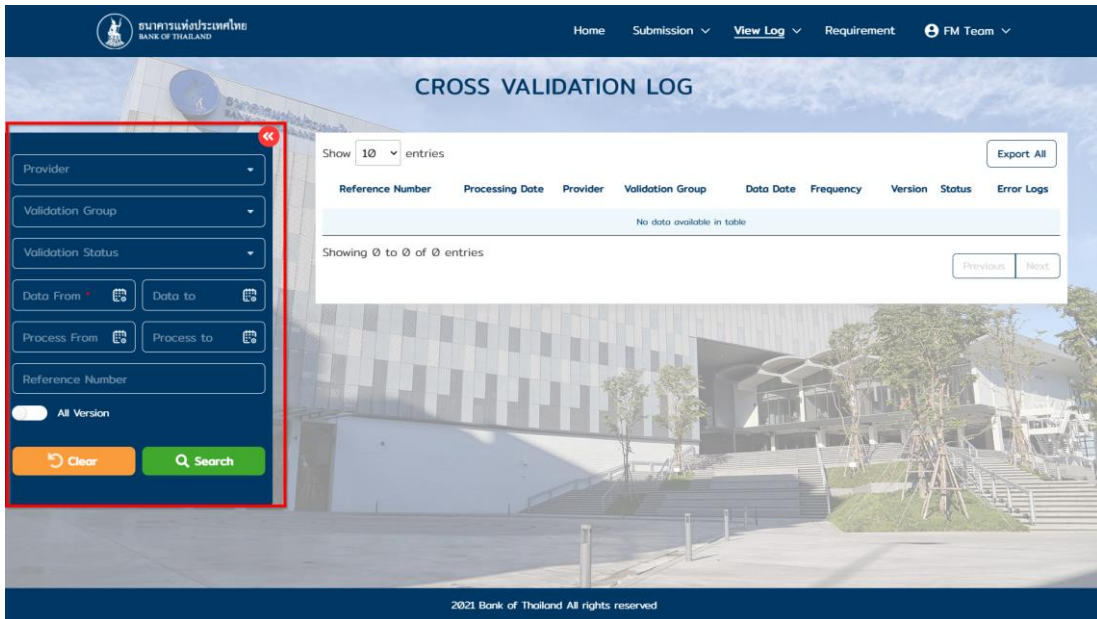 ธนาคารแห่งประเทศไทย
BANK OF THAILAND
Home Submission View Log Requirement FM Team
CROSS VALIDATION LOG
Provider
Validation Group
Validation Status
Data From * Data to
Process From Process to
Reference Number
All Version
Clear Search
Show 10 entries
Export All
Reference Number Processing Date Provider Validation Group Data Date Frequency Version Status Error Logs
No data available in table
Showing 0 to 0 of 0 entries
Previous Next
2021 Bank of Thailand All rights reserved